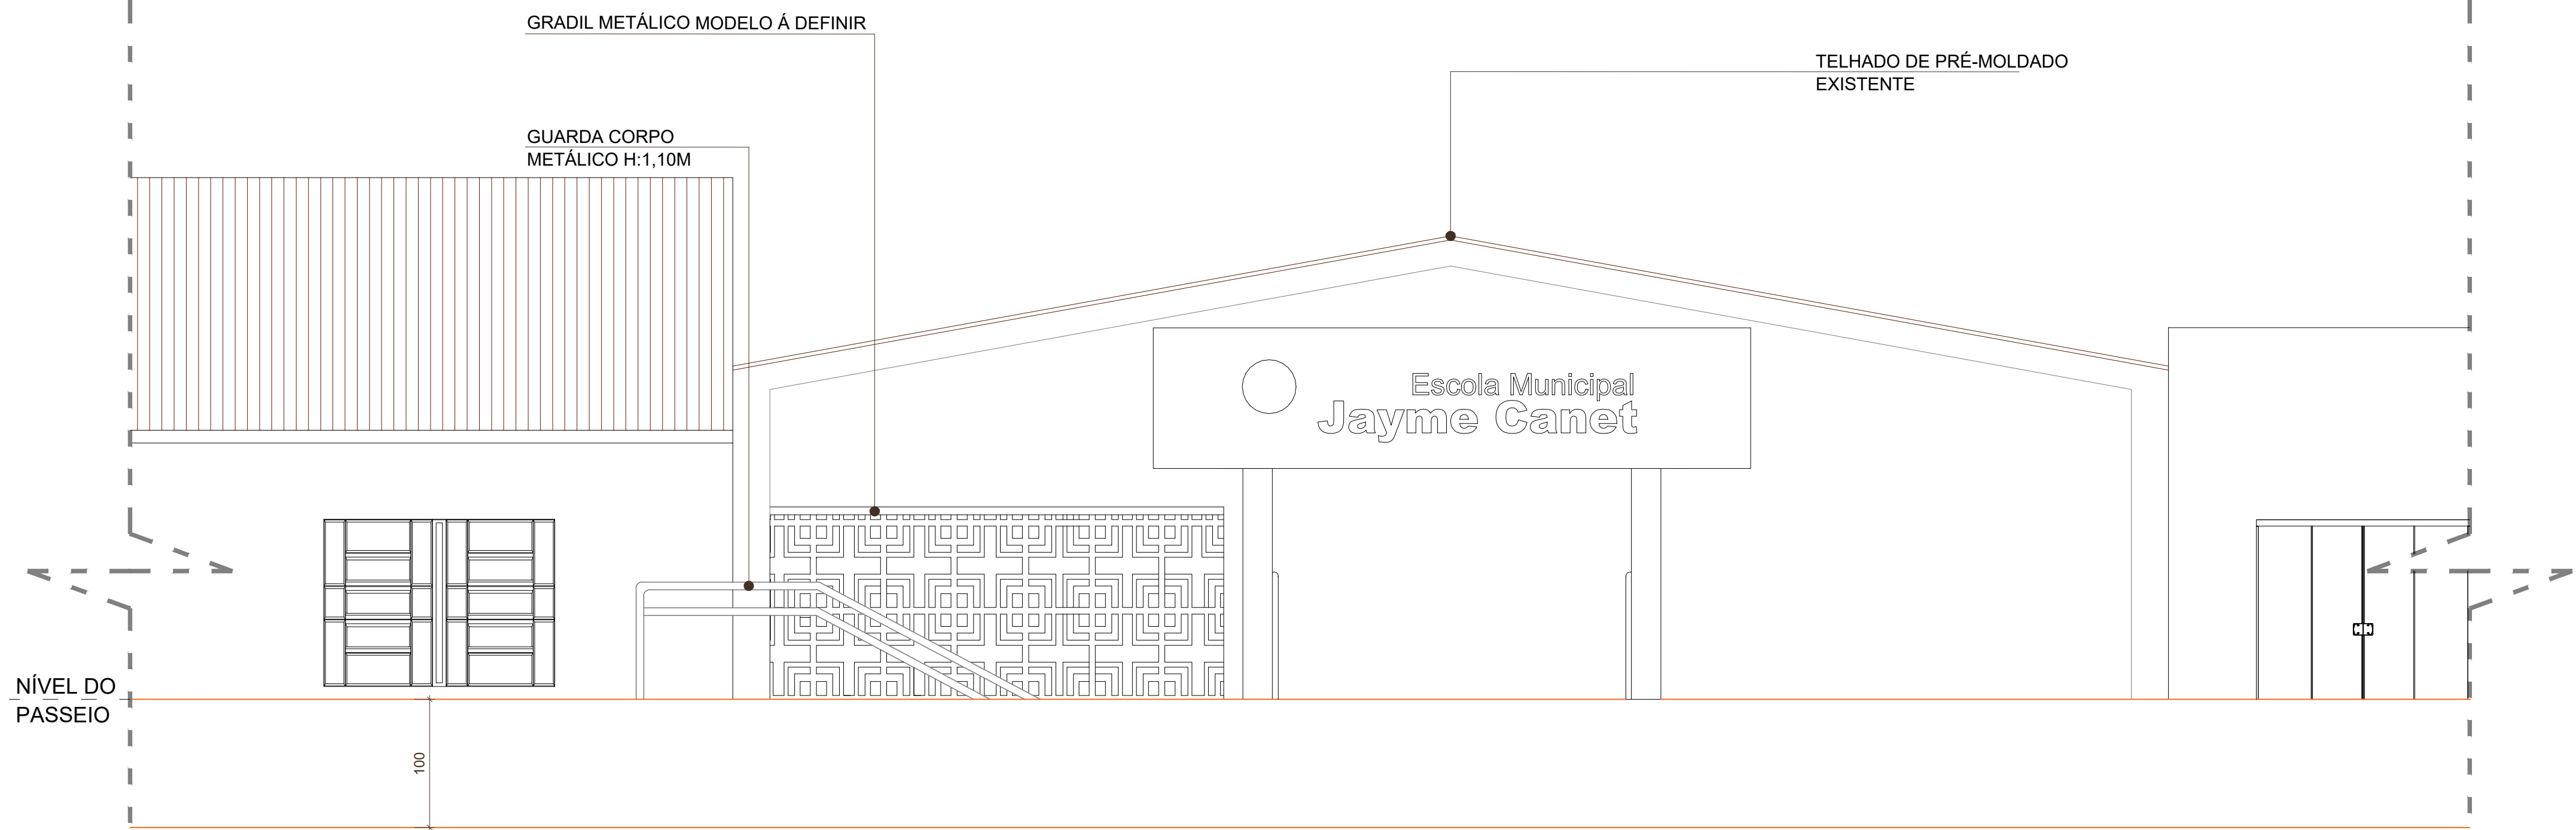 GRADIL METÁLICO MODELO Á DEFINIR
TELHADO DE PRÉ-MOLDADO
EXISTENTE
GUARDA CORPO
METÁLICO H:1,10M
Escola Municipal
Jayme Canet
NÍVEL DO
PASSEIO
100